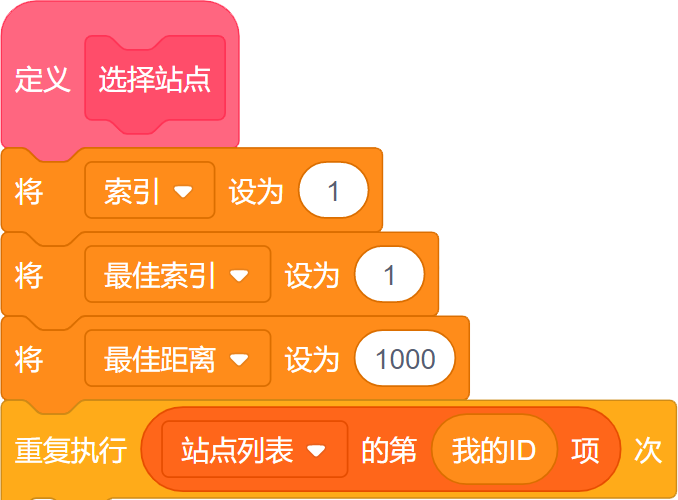 定义 选择站点
将 索引 设为 1
将 最佳索引 设为 1
将 最佳距离 设为 1000
重复执行 站点列表 的第 我的ID 项 次